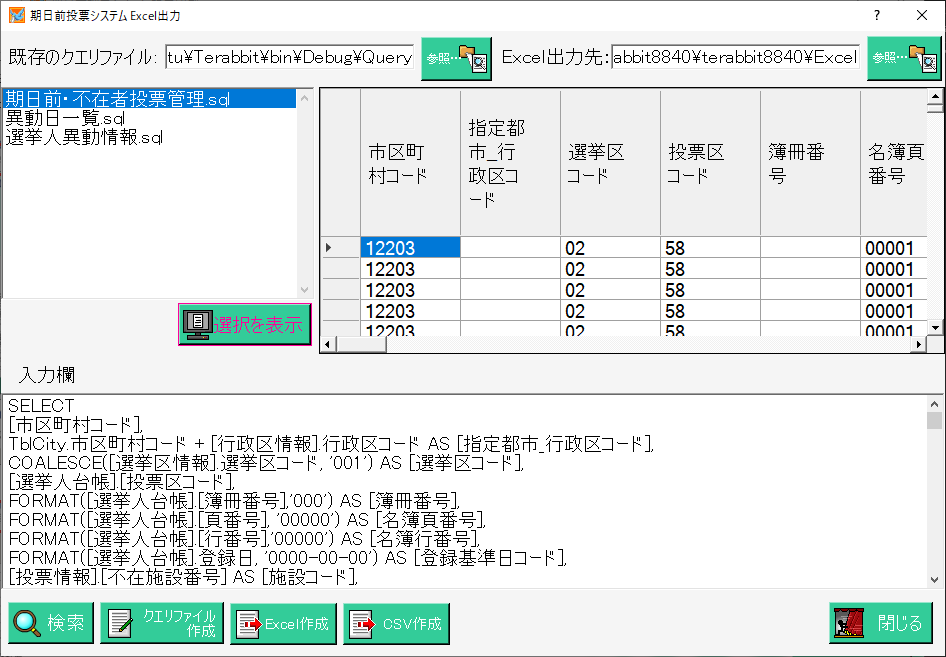 期日前投票システム Excel出力
?
既存のクエリファイル:
tu¥Terabbit¥bin¥Debug¥Query
参照…
Excel出力先:
abbit8840¥terabbit8840¥Excel
参照…
期日前・不在者投票管理.sql
異動日一覧.sql
選挙人異動情報.sql
選択を表示
市区町
村コード
指定都
市_行
政区コ
ード
選挙区
コード
投票区
コード
簿冊番
号
名簿頁
番号
12203 02 58 00001
12203 02 58 00001
12203 02 58 00001
12203 02 58 00001
12203 02 58 00001
入力欄
SELECT
[市区町村コード],
TblCity.市区町村コード + [行政区情報].行政区コード AS [指定都市_行政区コード],
COALESCE([選挙区情報].選挙区コード, '001') AS [選挙区コード],
[選挙人台帳].[投票区コード],
FORMAT([選挙人台帳].[簿冊番号],'000') AS [簿冊番号],
FORMAT([選挙人台帳].[頁番号], '00000') AS [名簿頁番号],
FORMAT([選挙人台帳].[行番号],'00000') AS [名簿行番号],
FORMAT([選挙人台帳].登録日, '0000-00-00') AS [登録基準日コード],
[投票情報].[不在施設番号] AS [施設コード],
検索
クエリファイル
作成
Excel作成
CSV作成
閉じる